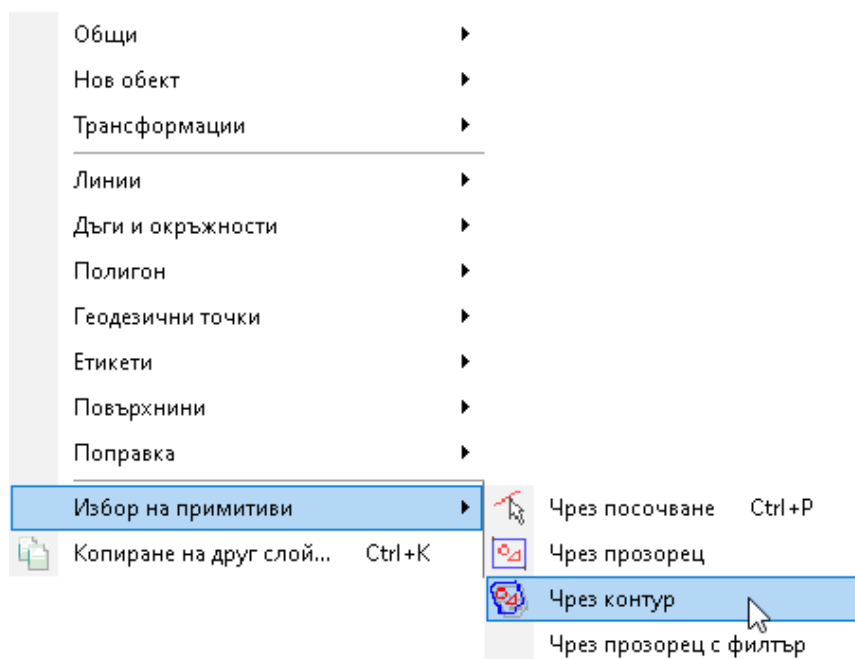 Общи
Нов обект
Трансформации
Линии
Дъги и окръжности
Полигон
Геодезични точки
Етикети
Повърхнини
Поправка
Избор на примитиви
Чрез посочване Ctrl+P
Копиране на друг слой... Ctrl+K
Чрез прозорец
Чрез контур
Чрез прозорец с филтър